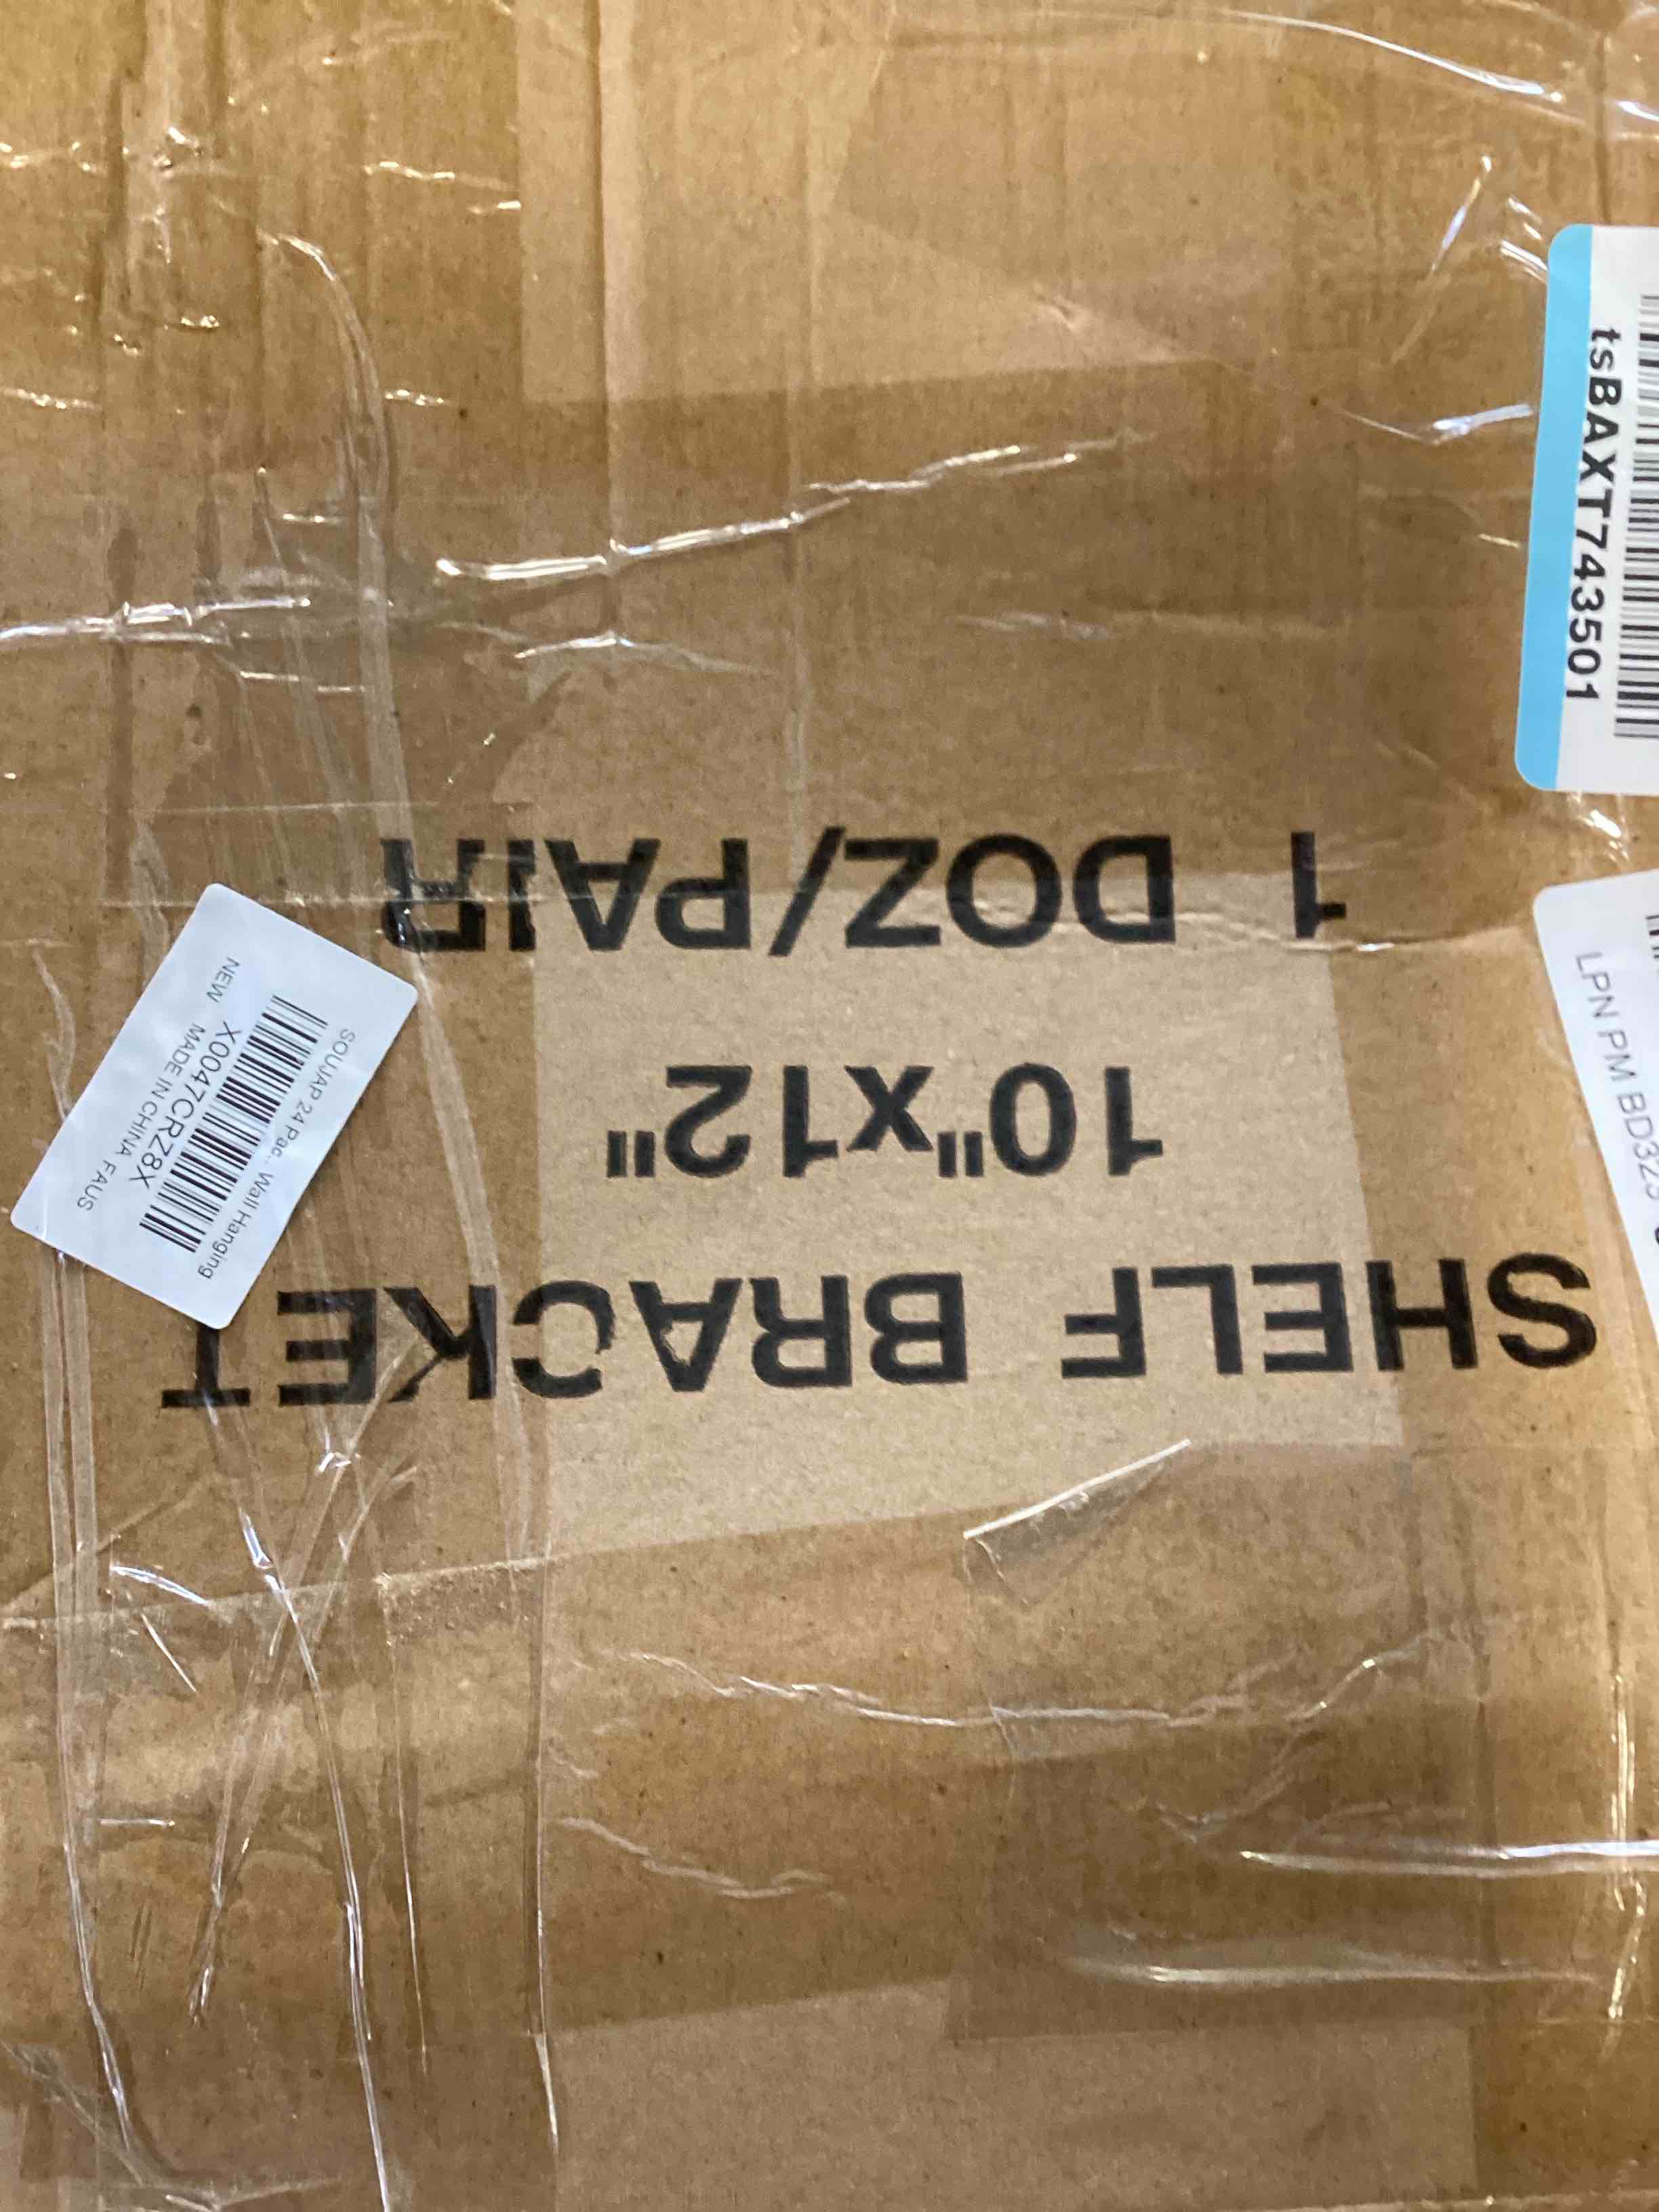 SHELF BRACKET
10"x12"
1 DOZ/PAIR
SOUJAP 24 Pac... Wall Hanging
X0047CRZ8X
NEW MADE IN CHINA FAUS
tsBAXT743501
LPN PM BD323